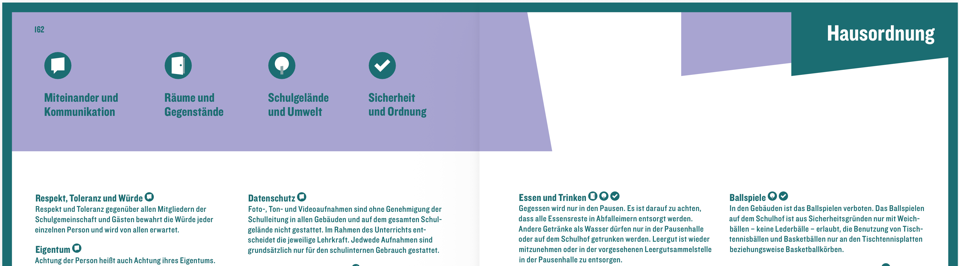 162
Hausordnung
Miteinander und
Kommunikation
Räume und
Gegenstände
Schulgelände
und Umwelt
Sicherheit
und Ordnung
Respekt, Toleranz und Würde
Respekt und Toleranz gegenüber allen Mitgliedern der
Schulgemeinschaft und Gästen bewahrt die Würde jeder
einzelnen Person und wird von allen erwartet.
Eigentum
Achtung der Person heißt auch Achtung ihres Eigentums.
Datenschutz
Foto-, Ton- und Videoaufnahmen sind ohne Genehmigung der
Schulleitung in allen Gebäuden und auf dem gesamten Schul-
gelände nicht gestattet. Im Rahmen des Unterrichts ent-
scheidet die jeweilige Lehrkraft. Jedwede Aufnahmen sind
grundsätzlich nur für den schulinternen Gebrauch gestattet.
Essen und Trinken
Gegessen wird nur in den Pausen. Es ist darauf zu achten,
dass alle Essensreste in Abfalleimern entsorgt werden.
Andere Getränke als Wasser dürfen nur in der Pausenhalle
oder auf dem Schulhof getrunken werden. Leergut ist wieder
mitzunehmen oder in der vorgesehenen Leergutsammelstelle
in der Pausenhalle zu entsorgen.
Ballspiele
In den Gebäuden ist das Ballspielen verboten. Das Ballspielen
auf dem Schulhof ist aus Sicherheitsgründen nur mit Weich-
bällen – keine Lederbälle – erlaubt, die Benutzung von Tisch-
tennisbällen und Basketbällen nur an den Tischtennisplatten
beziehungsweise Basketballkörben.